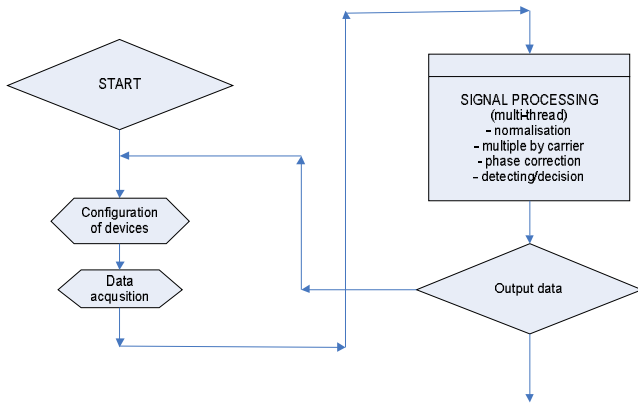 START
Configuration
of devices
Data
acqusition
SIGNAL PROCESSING
(multi-thread)
- normalisation
- multiple by carrier
- phase correction
- detecting/decision
Output data